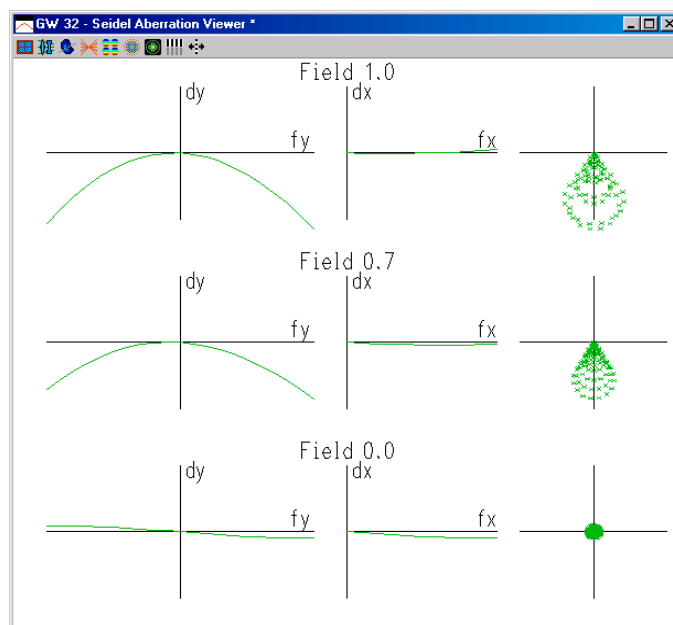 GW 32 - Seidel Aberration Viewer *
Field 1.0
dy
fy
dx
fx
Field 0.7
dy
fy
dx
fx
Field 0.0
dy
fy
dx
fx